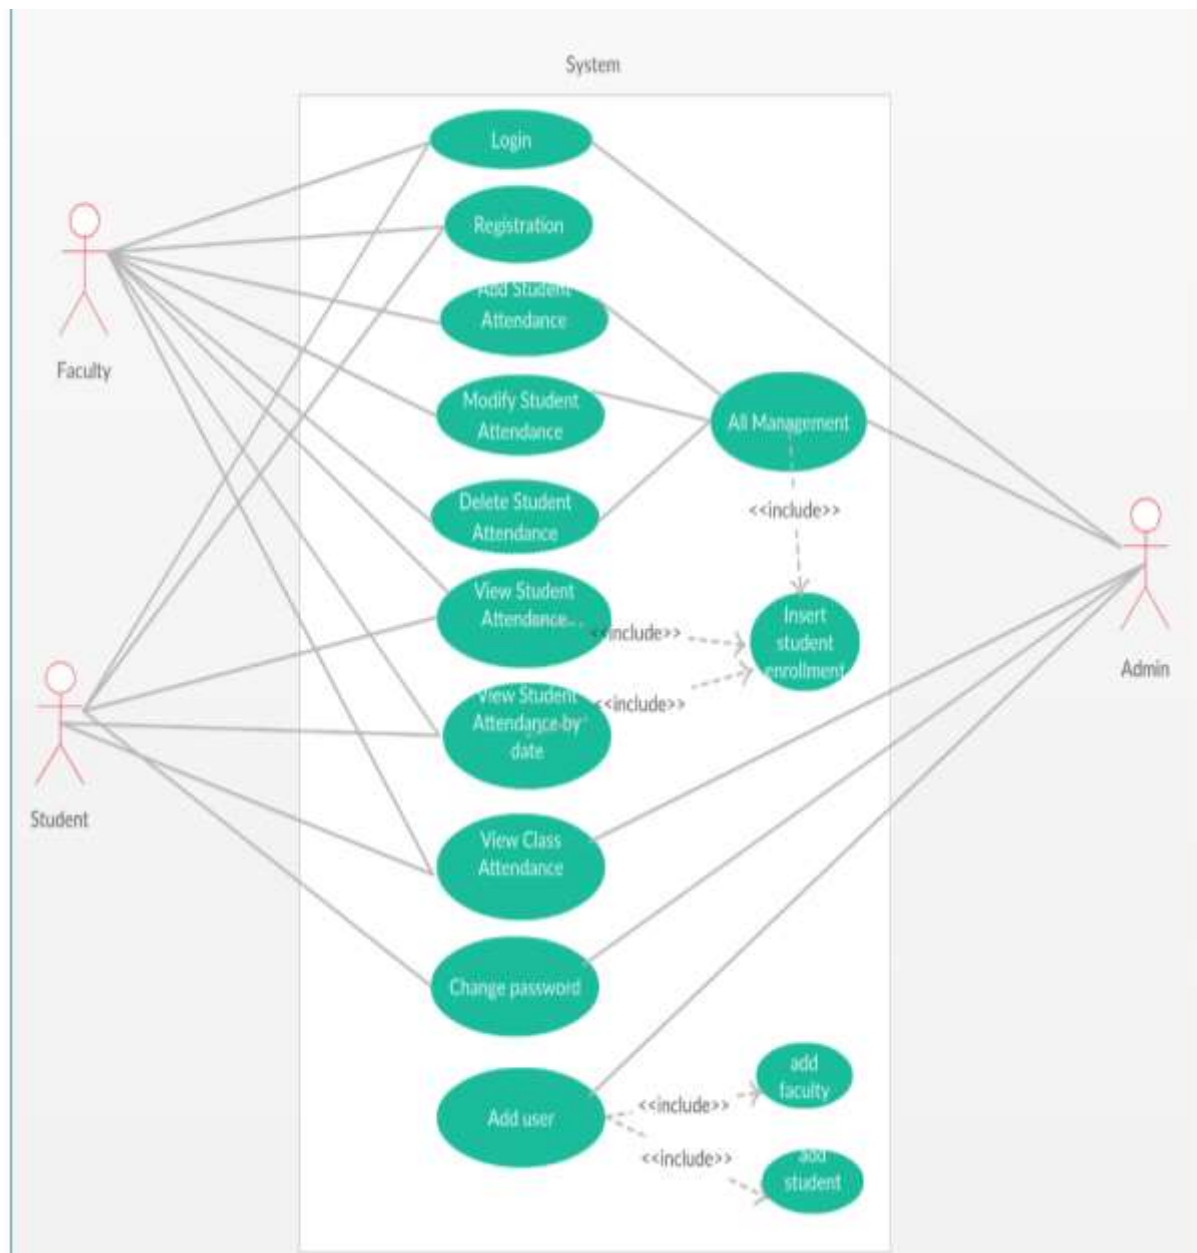 System
Login
Registration
Add Student
Attendance
Modify Student
Attendance
All Management
Delete Student
Attendance
<<include>>
View Student
Attendance
<<include>>
Insert
student
enrollment
View Student
Attendance by
date
<<include>>
View Class
Attendance
Change password
Add user
<<include>>
add
faculty
<<include>>
add
student
Faculty
Student
Admin